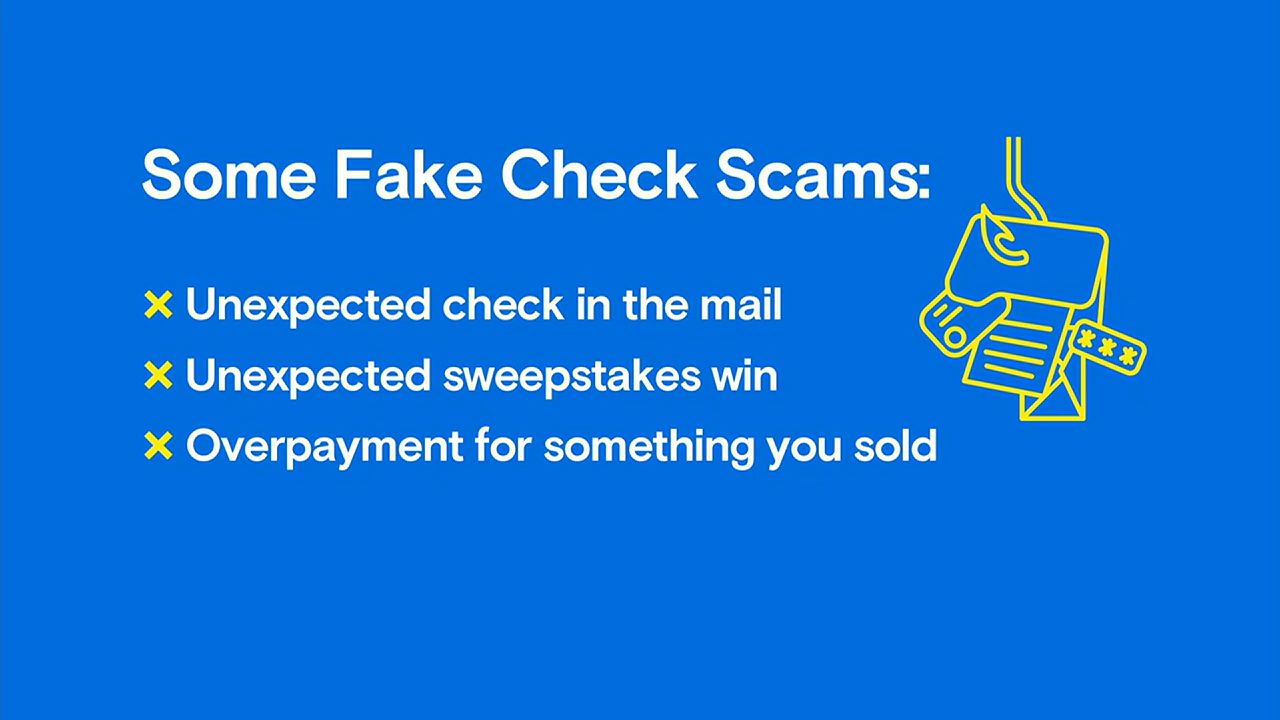 Some Fake Check Scams:
× Unexpected check in the mail
× Unexpected sweepstakes win
× Overpayment for something you sold
***